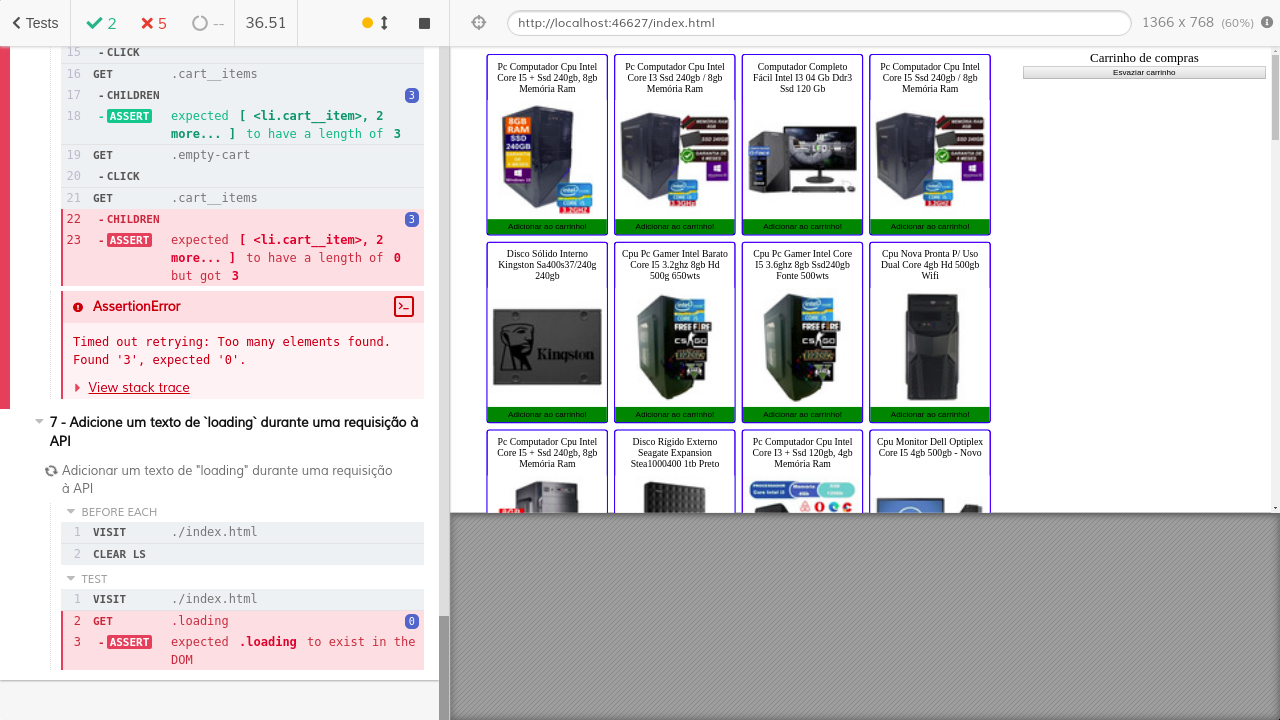 Tests
2
5
--
36.51
http://localhost:46627/index.html
1366 x 768 (60%)
15 - CLICK
16 GET .cart__items
17 - CHILDREN 3
18 - ASSERT expected [ <li.cart__item>, 2
more... ] to have a length of 3
19 GET .empty-cart
20 - CLICK
21 GET .cart__items
22 - CHILDREN 3
23 - ASSERT expected [ <li.cart__item>, 2
more... ] to have a length of 0
but got 3
AssertionError
Timed out retrying: Too many elements found.
Found '3', expected '0'.
View stack trace
7 - Adicione um texto de `loading` durante uma requisição à
API
Adicionar um texto de "loading" durante uma requisição
à API
BEFORE EACH
1 VISIT ./index.html
2 CLEAR LS
TEST
1 VISIT ./index.html
2 GET .loading 0
3 - ASSERT expected .loading to exist in the
DOM
Pc Computador Cpu Intel
Core I5 + Ssd 240gb, 8gb
Memória Ram
8GB
RAM
SSD
240GB
Adicionar ao carrinho!
Pc Computador Cpu Intel
Core I3 Ssd 240gb / 8gb
Memória Ram
Adicionar ao carrinho!
Computador Completo
Fácil Intel I3 04 Gb Ddr3
Ssd 120 Gb
Adicionar ao carrinho!
Pc Computador Cpu Intel
Core I5 Ssd 240gb / 8gb
Memória Ram
Adicionar ao carrinho!
Carrinho de compras
Esvaziar carrinho
Disco Sólido Interno
Kingston Sa400s37/240g
240gb
Kingston
Adicionar ao carrinho!
Cpu Pc Gamer Intel Barato
Core I5 3.2ghz 8gb Hd
500g 650wts
FREE FIRE
CS:GO
Adicionar ao carrinho!
Cpu Pc Gamer Intel Core
I5 3.6ghz 8gb Ssd240gb
Fonte 500wts
FREE FIRE
CS:GO
Adicionar ao carrinho!
Cpu Nova Pronta P/ Uso
Dual Core 4gb Hd 500gb
Wifi
Adicionar ao carrinho!
Pc Computador Cpu Intel
Core I5 + Ssd 240gb, 8gb
Memória Ram
Disco Rígido Externo
Seagate Expansion
Stea1000400 1tb Preto
Pc Computador Cpu Intel
Core I3 + Ssd 120gb, 4gb
Memória Ram
Cpu Monitor Dell Optiplex
Core I5 4gb 500gb - Novo